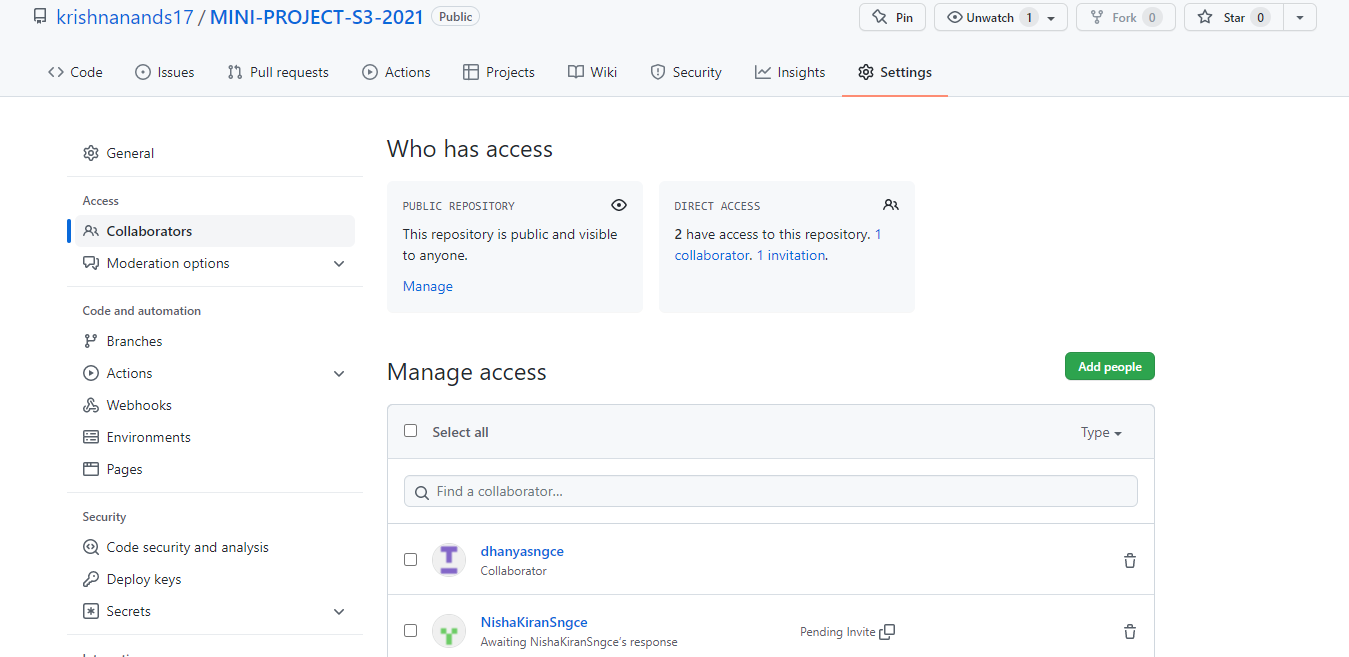 krishnanands17 / MINI-PROJECT-S3-2021 Public
Pin Unwatch 1 Fork 0 Star 0
Code Issues Pull requests Actions Projects Wiki Security Insights Settings
General
Access
Collaborators
Moderation options
Code and automation
Branches
Actions
Webhooks
Environments
Pages
Security
Code security and analysis
Deploy keys
Secrets
Who has access
PUBLIC REPOSITORY
This repository is public and visible
to anyone.
Manage
DIRECT ACCESS
2 have access to this repository. 1
collaborator. 1 invitation.
Manage access
Add people
Select all
Type
Find a collaborator...
dhanyasngce
Collaborator
NishaKiranSngce
Awaiting NishaKiranSngce's response
Pending Invite